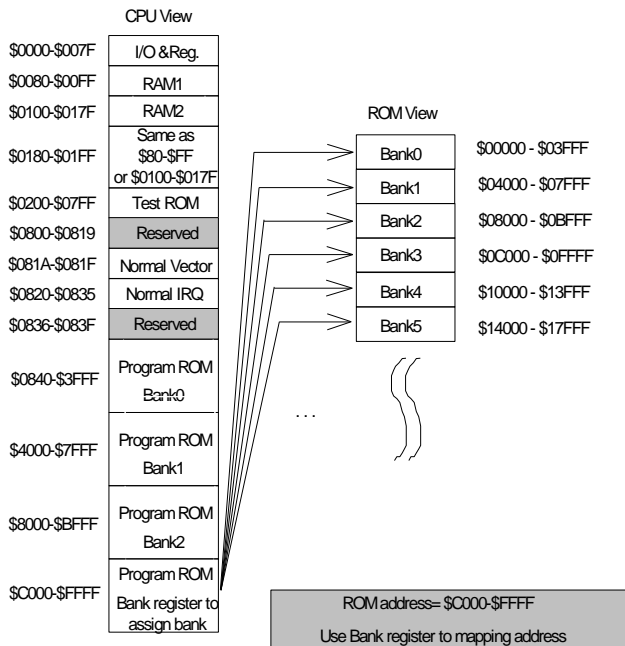 CPU View
$0000-$007F
I/O &Reg.
$0080-$00FF
RAM1
$0100-$017F
RAM2
$0180-$01FF
Same as
$80-$FF
or $0100-$017F
$0200-$07FF
Test ROM
$0800-$0819
Reserved
$081A-$081F
Normal Vector
$0820-$0835
Normal IRQ
$0836-$083F
Reserved
$0840-$3FFF
Program ROM
Bank0
$4000-$7FFF
Program ROM
Bank1
$8000-$BFFF
Program ROM
Bank2
$C000-$FFFF
Program ROM
Bank register to
assign bank
ROM View
Bank0
$00000 - $03FFF
Bank1
$04000 - $07FFF
Bank2
$08000 - $0BFFF
Bank3
$0C000 - $0FFFF
Bank4
$10000 - $13FFF
Bank5
$14000 - $17FFF
...
ROM address= $C000-$FFFF
Use Bank register to mapping address